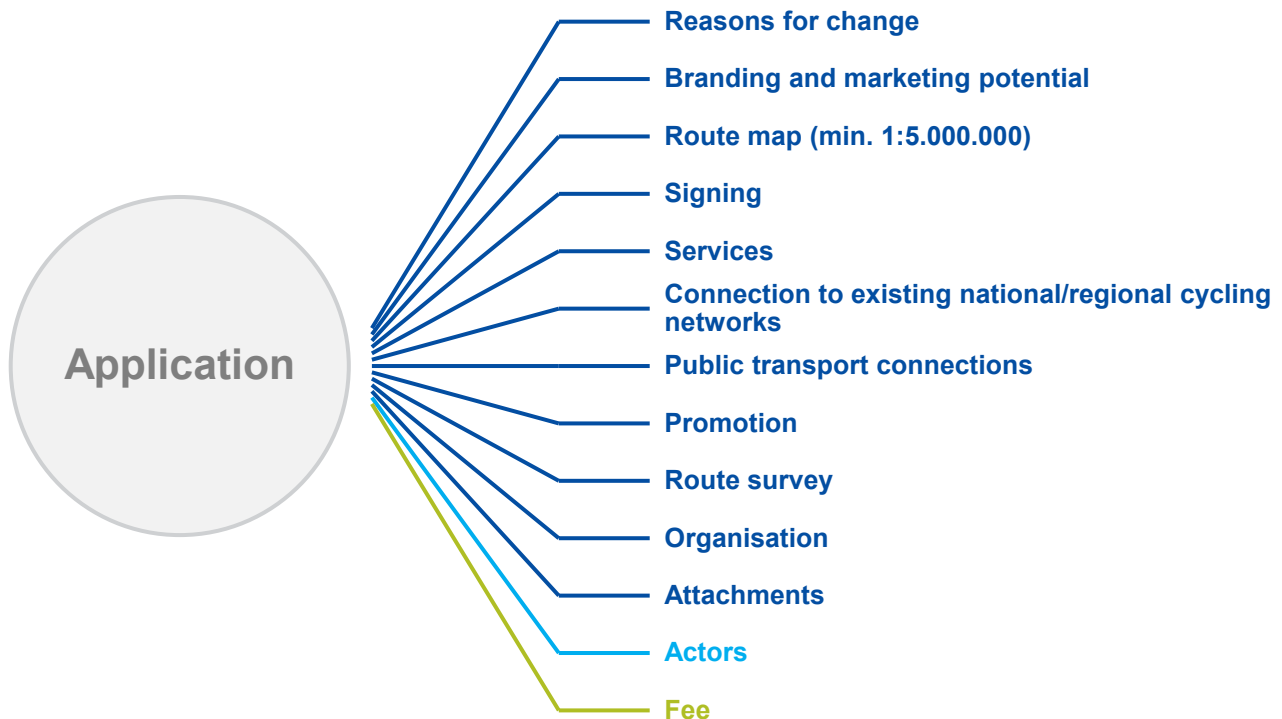 Reasons for change
Branding and marketing potential
Route map (min. 1:5.000.000)
Signing
Services
Connection to existing national/regional cycling
networks
Application
Public transport connections
Promotion
Route survey
Organisation
Attachments
Actors
Fee